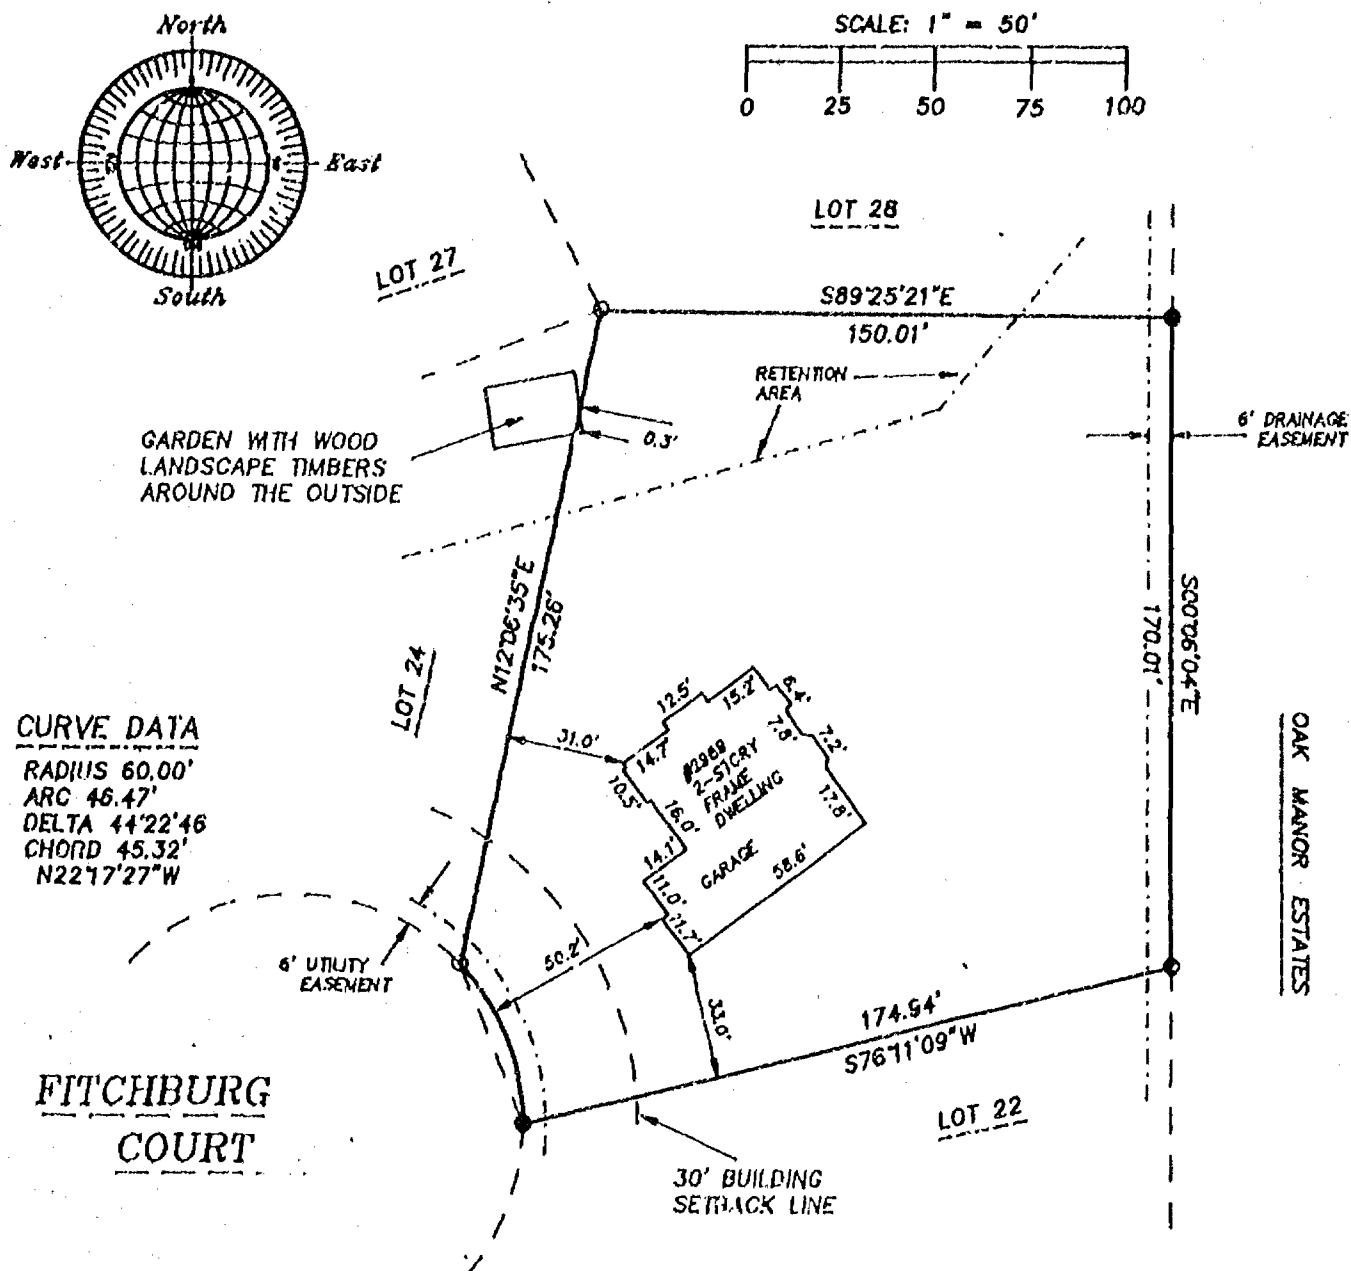 North
West
East
South
SCALE: 1" = 50'
0 25 50 75 100
LOT 28
LOT 27
S89°25'21"E
150.01'
RETENTION
AREA
6' DRAINAGE
EASEMENT
0.3'
GARDEN WITH WOOD
LANDSCAPE TIMBERS
AROUND THE OUTSIDE
N12°06'35"E
175.26'
S00°06'04"E
170.01'
LOT 24
12.5'
15.2'
6.4'
31.0'
14.7'
7.8'
7.2'
10.5'
#2989
2-STORY
FRAME
DWELLING
16.0'
17.8'
14.1'
GARAGE
58.6'
11.0'
11.7'
CURVE DATA
RADIUS 60.00'
ARC 46.47'
DELTA 44°22'46
CHORD 45.32'
N22°17'27"W
OAK MANOR ESTATES
50.2'
6' UTILITY
EASEMENT
33.0'
174.94'
S76°11'09"W
FITCHBURG
COURT
LOT 22
30' BUILDING
SETBACK LINE